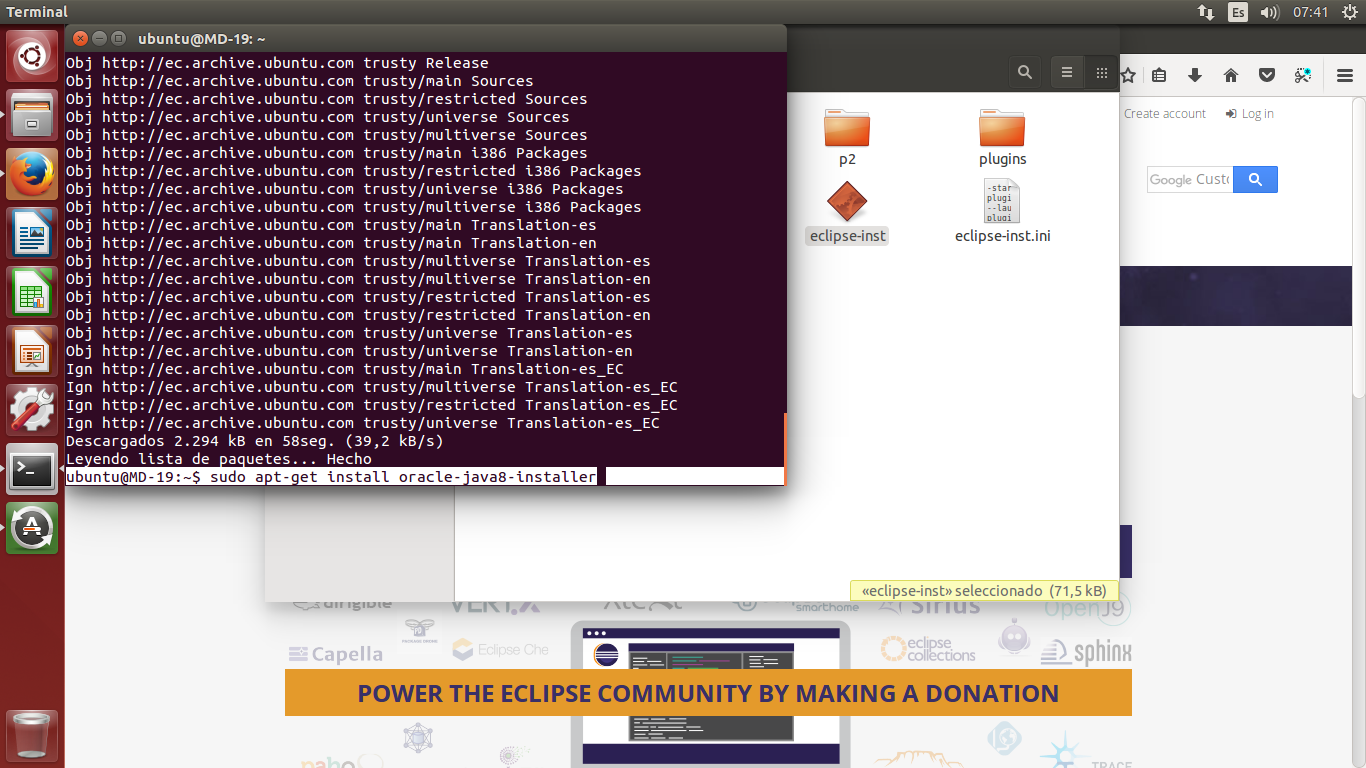 Terminal
Es
07:41
ubuntu@MD-19: ~
Obj http://ec.archive.ubuntu.com trusty Release
Obj http://ec.archive.ubuntu.com trusty/main Sources
Obj http://ec.archive.ubuntu.com trusty/restricted Sources
Obj http://ec.archive.ubuntu.com trusty/universe Sources
Obj http://ec.archive.ubuntu.com trusty/multiverse Sources
Obj http://ec.archive.ubuntu.com trusty/main i386 Packages
Obj http://ec.archive.ubuntu.com trusty/restricted i386 Packages
Obj http://ec.archive.ubuntu.com trusty/universe i386 Packages
Obj http://ec.archive.ubuntu.com trusty/multiverse i386 Packages
Obj http://ec.archive.ubuntu.com trusty/main Translation-es
Obj http://ec.archive.ubuntu.com trusty/main Translation-en
Obj http://ec.archive.ubuntu.com trusty/multiverse Translation-es
Obj http://ec.archive.ubuntu.com trusty/multiverse Translation-en
Obj http://ec.archive.ubuntu.com trusty/restricted Translation-es
Obj http://ec.archive.ubuntu.com trusty/restricted Translation-en
Obj http://ec.archive.ubuntu.com trusty/universe Translation-es
Obj http://ec.archive.ubuntu.com trusty/universe Translation-en
Ign http://ec.archive.ubuntu.com trusty/main Translation-es_EC
Ign http://ec.archive.ubuntu.com trusty/multiverse Translation-es_EC
Ign http://ec.archive.ubuntu.com trusty/restricted Translation-es_EC
Ign http://ec.archive.ubuntu.com trusty/universe Translation-es_EC
Descargados 2.294 kB en 58seg. (39,2 kB/s)
Leyendo lista de paquetes... Hecho
ubuntu@MD-19:~$ sudo apt-get install oracle-java8-installer
p2
plugins
-star
plugi
--lau
plugi
eclipse-inst
eclipse-inst.ini
Create account
Log in
Google Cust
«eclipse-inst» seleccionado (71,5 kB)
smarthome
Sirius
OpenJ9
Capella
Eclipse Che
eclipse
collections
sphinx
POWER THE ECLIPSE COMMUNITY BY MAKING A DONATION
TRACE